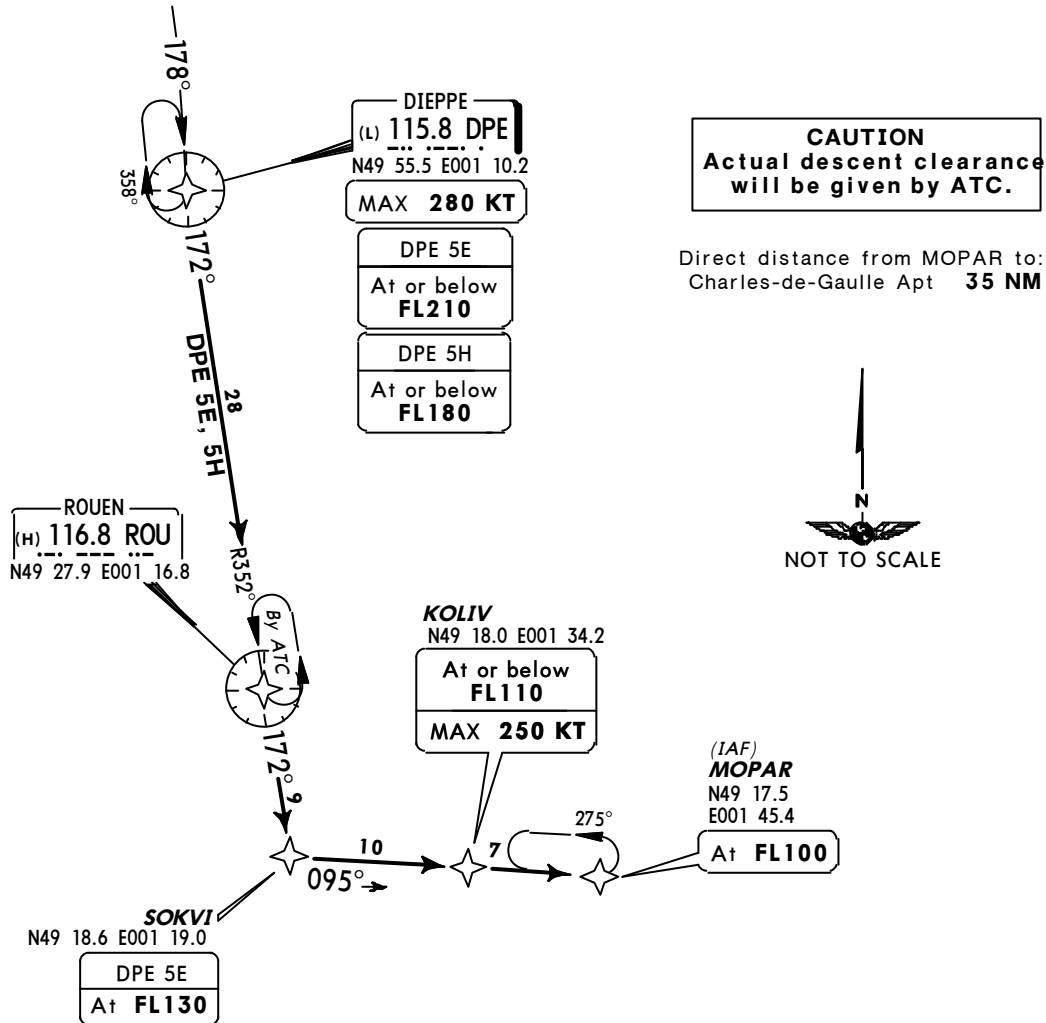 178°
358°
DIEPPE
(L) 115.8 DPE
N49 55.5 E001 10.2
MAX 280 KT
DPE 5E
At or below
FL210
DPE 5H
At or below
FL180
CAUTION
Actual descent clearance
will be given by ATC.
Direct distance from MOPAR to:
Charles-de-Gaulle Apt 35 NM
N
NOT TO SCALE
172°
28
DPE 5E, 5H
R352°
ROUEN
(H) 116.8 ROU
N49 27.9 E001 16.8
By ATC
172° 9
KOLIV
N49 18.0 E001 34.2
At or below
FL110
MAX 250 KT
(IAF)
MOPAR
N49 17.5
E001 45.4
At FL100
275°
10
7
095°
SOKVI
N49 18.6 E001 19.0
DPE 5E
At FL130